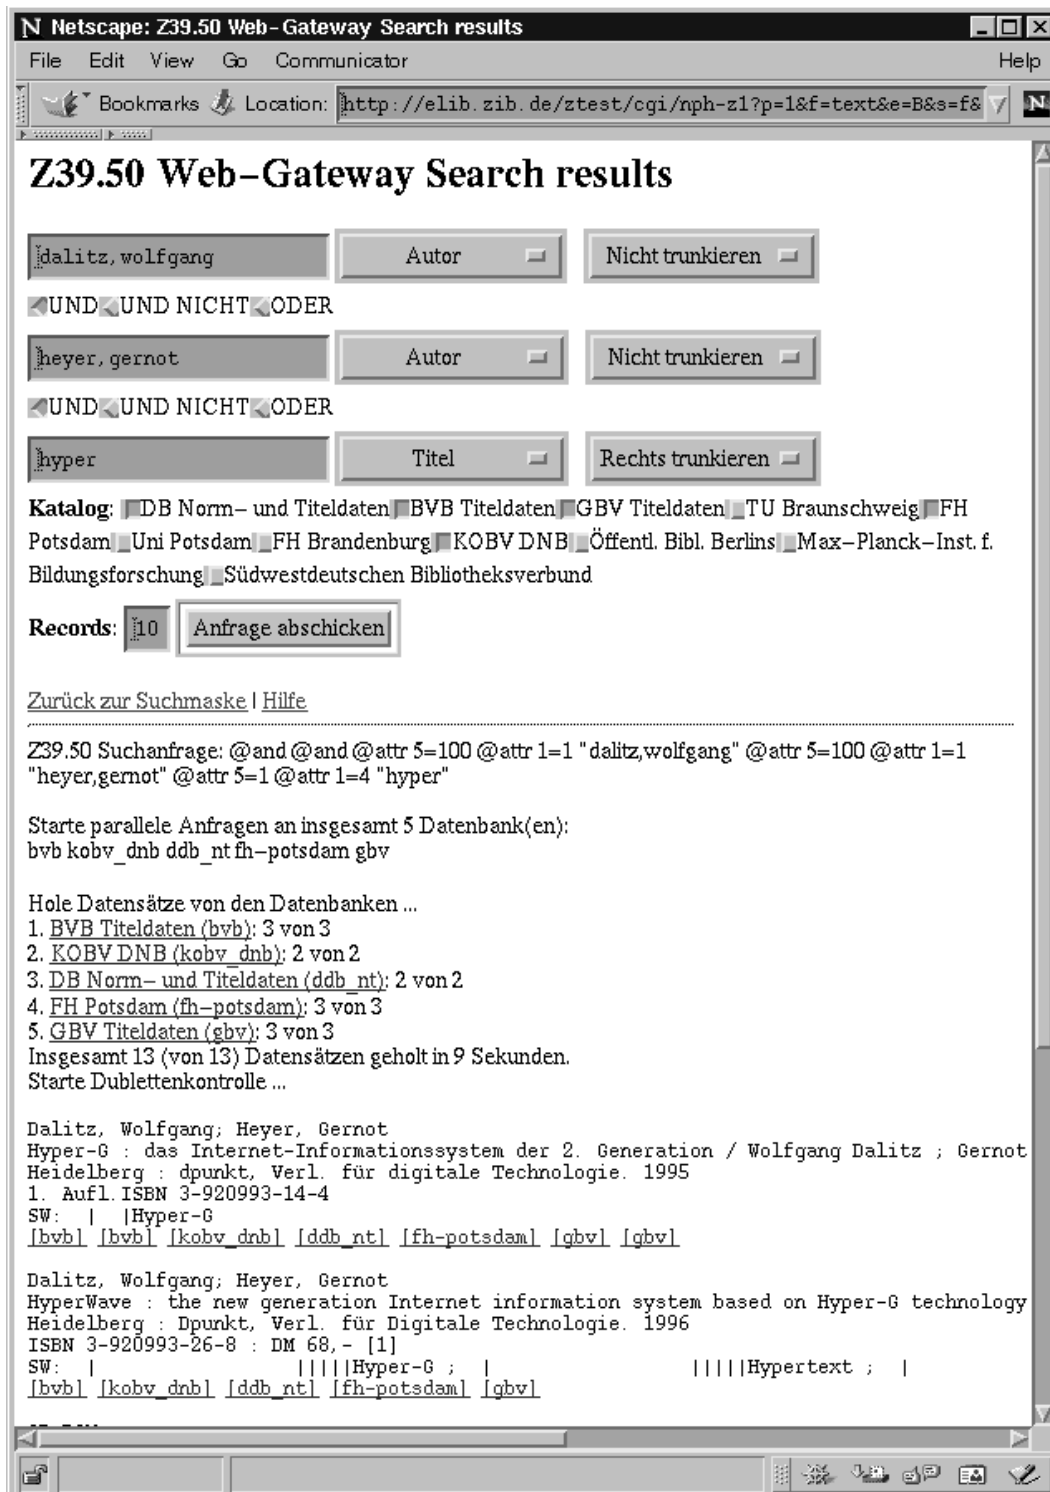 N Netscape: Z39.50 Web-Gateway Search results
File Edit View Go Communicator Help
Bookmarks Location: http://elib.zib.de/ztest/cgi/nph-z1?p=1&f=text&e=B&s=f& N
Z39.50 Web-Gateway Search results
dalitz,wolfgang Autor Nicht trunkieren
UND UND NICHT ODER
heyer,gernot Autor Nicht trunkieren
UND UND NICHT ODER
hyper Titel Rechts trunkieren
Katalog: DB Norm- und Titeldaten BVB Titeldaten GBV Titeldaten TU Braunschweig FH
Potsdam Uni Potsdam FH Brandenburg KOBV DNB Öffentl. Bibl. Berlins Max-Planck-Inst. f.
Bildungsforschung Südwestdeutschen Bibliotheksverbund
Records: 10 Anfrage abschicken
Zurück zur Suchmaske | Hilfe
Z39.50 Suchanfrage: @and @and @attr 5=100 @attr 1=1 "dalitz,wolfgang" @attr 5=100 @attr 1=1
"heyer,gernot" @attr 5=1 @attr 1=4 "hyper"
Starte parallele Anfragen an insgesamt 5 Datenbank(en):
bvb kobv_dnb ddb_nt fh-potsdam gbv
Hole Datensätze von den Datenbanken ...
1. BVB Titeldaten (bvb): 3 von 3
2. KOBV DNB (kobv_dnb): 2 von 2
3. DB Norm- und Titeldaten (ddb_nt): 2 von 2
4. FH Potsdam (fh-potsdam): 3 von 3
5. GBV Titeldaten (gbv): 3 von 3
Insgesamt 13 (von 13) Datensätzen geholt in 9 Sekunden.
Starte Dublettenkontrolle ...
Dalitz, Wolfgang; Heyer, Gernot
Hyper-G : das Internet-Informationssystem der 2. Generation / Wolfgang Dalitz ; Gernot
Heidelberg : dpunkt, Verl. für digitale Technologie. 1995
1. Aufl. ISBN 3-920993-14-4
SW: | |Hyper-G
[bvb] [bvb] [kobv_dnb] [ddb_nt] [fh-potsdam] [gbv] [gbv]
Dalitz, Wolfgang; Heyer, Gernot
HyperWave : the new generation Internet information system based on Hyper-G technology
Heidelberg : Dpunkt, Verl. für Digitale Technologie. 1996
ISBN 3-920993-26-8 : DM 68,- [1]
SW: | |||||Hyper-G ; | |||||Hypertext ; |
[bvb] [kobv_dnb] [ddb_nt] [fh-potsdam] [gbv]